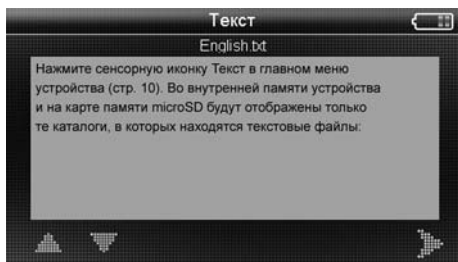 Текст
English.txt
Нажмите сенсорную иконку Текст в главном меню
устройства (стр. 10). Во внутренней памяти устройства
и на карте памяти microSD будут отображены только
те каталоги, в которых находятся текстовые файлы: